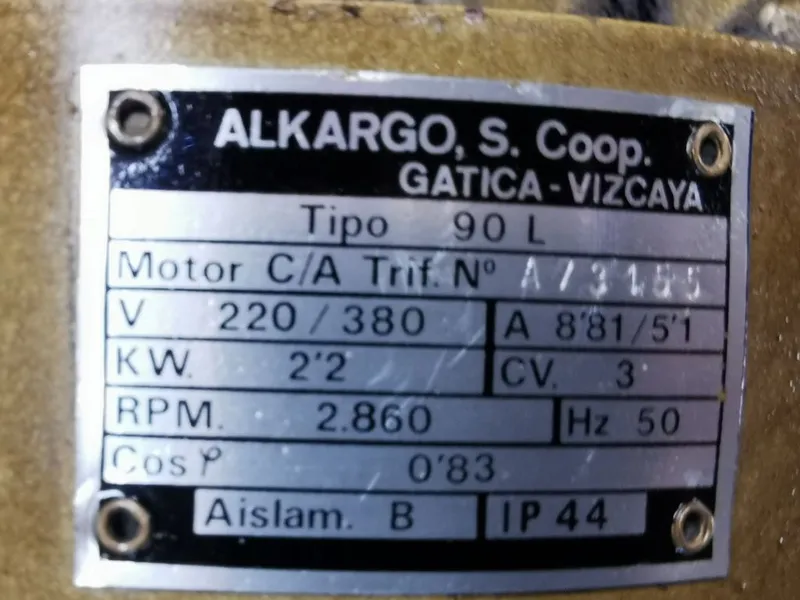 ALKARGO, S. Coop.
GATICA - VIZCAYA
Tipo 90 L
Motor C/A Trif. Nº
V 220/380 A 8'81/5'1
KW. 2'2 CV. 3
RPM. 2.860 Hz 50
Cos φ 0'83
Aislam. B IP 44